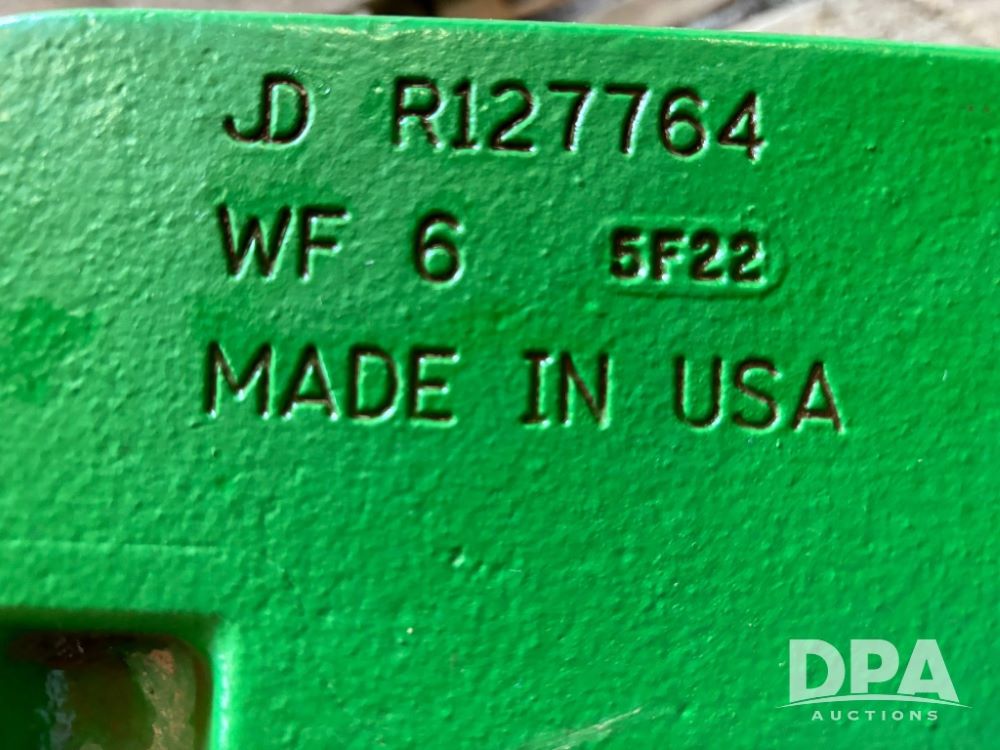 JD R127764
WF 6 5F22
MADE IN USA
DPA
AUCTIONS